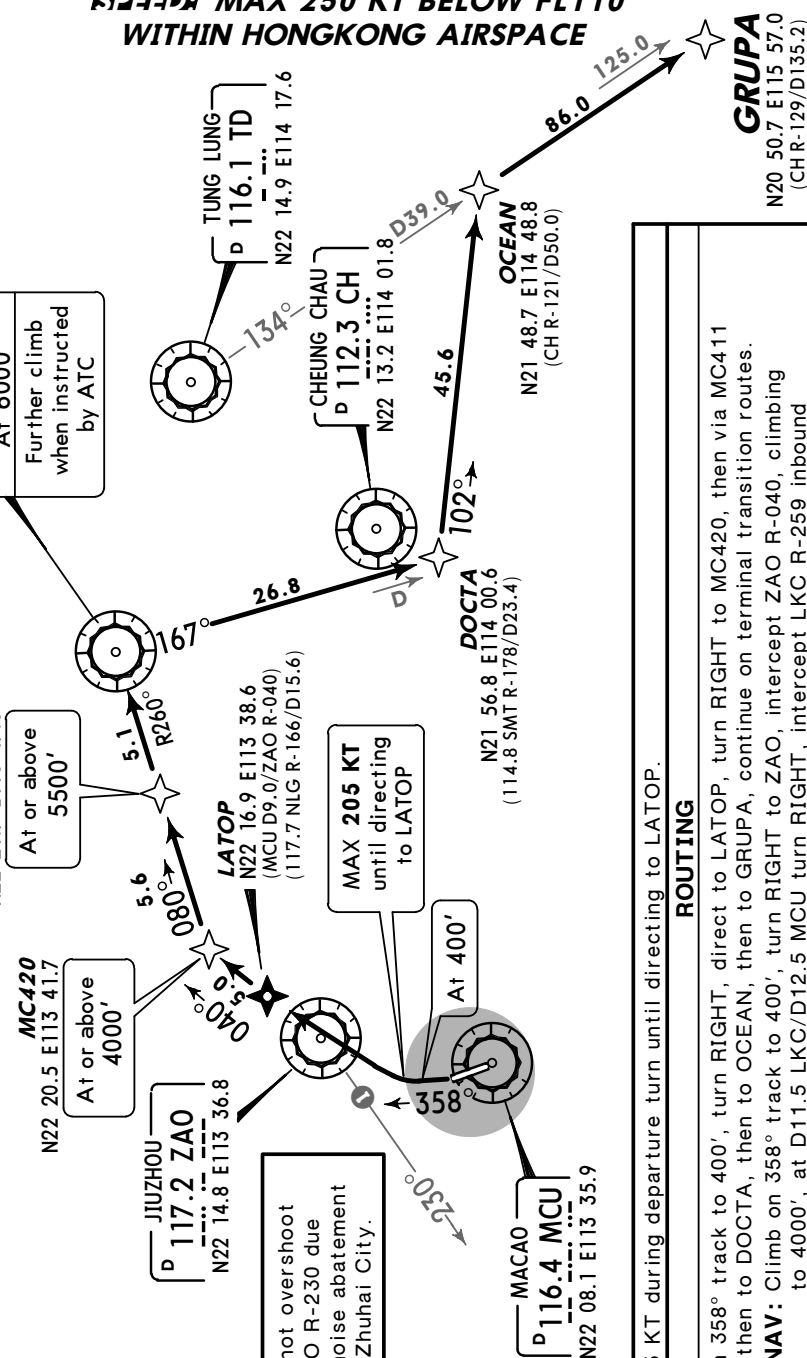 MAX 250 KT BELOW FL110
WITHIN HONGKONG AIRSPACE
GRUPA
N20 50.7 E115 57.0
(CH R-129/D135.2)
125.0
86.0
TUNG LUNG
D 116.1 TD
N22 14.9 E114 17.6
134°
D39.0
OCEAN
N21 48.7 E114 48.8
(CH R-121/D50.0)
CHEUNG CHAU
D 112.3 CH
N22 13.2 E114 01.8
45.6
102°
At 6000
Further climb
when instructed
by ATC
167°
26.8
D
DOCTA
N21 56.8 E114 00.6
(114.8 SMT R-178/D23.4)
5.1
R260°
At or above
5500'
5.6
080°
MC420
N22 20.5 E113 41.7
At or above
4000'
LATOP
N22 16.9 E113 38.6
(MCU D9.0/ZAO R-040)
(117.7 NLG R-166/D15.6)
5.0
040°
MAX 205 KT
until directing
to LATOP
At 400'
JIUZHOU
D 117.2 ZAO
N22 14.8 E113 36.8
1
358°
230°
not overshoot
O R-230 due
noise abatement
Zhuhai City.
MACAO
D 116.4 MCU
N22 08.1 E113 35.9
KT during departure turn until directing to LATOP.
ROUTING
358° track to 400', turn RIGHT, direct to LATOP, turn RIGHT to MC420, then via MC411
then to DOCTA, then to OCEAN, then to GRUPA, continue on terminal transition routes.
NAV: Climb on 358° track to 400', turn RIGHT to ZAO, intercept ZAO R-040, climbing
to 4000', at D11.5 LKC/D12.5 MCU turn RIGHT, intercept LKC R-259 inbound